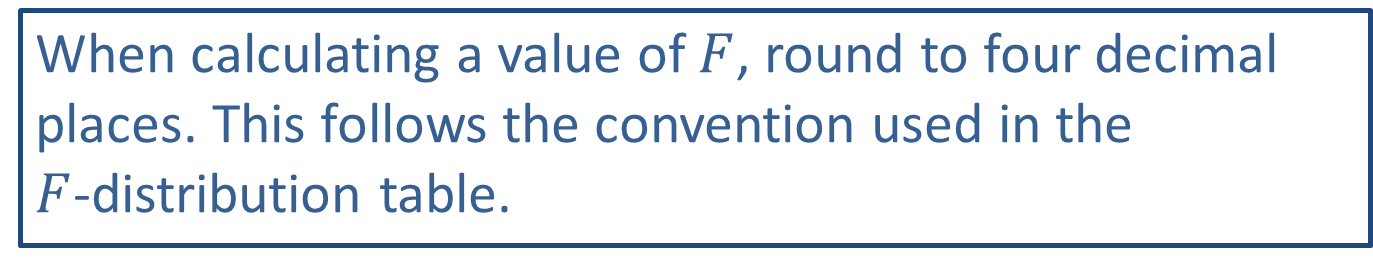 When calculating a value of F, round to four decimal
places. This follows the convention used in the
F-distribution table.